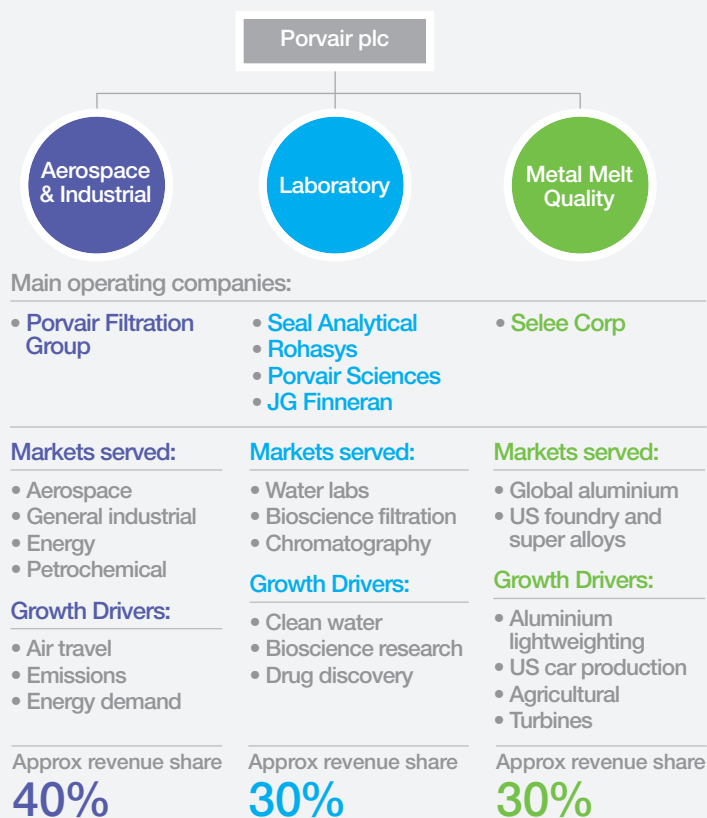 Porvair plc
Aerospace
& Industrial
Laboratory
Metal Melt
Quality
Main operating companies:
• Porvair Filtration
Group
• Seal Analytical
• Rohasys
• Porvair Sciences
• JG Finneran
• Selee Corp
Markets served:
• Aerospace
• General industrial
• Energy
• Petrochemical
Growth Drivers:
• Air travel
• Emissions
• Energy demand
Approx revenue share
40%
Markets served:
• Water labs
• Bioscience filtration
• Chromatography
Growth Drivers:
• Clean water
• Bioscience research
• Drug discovery
Approx revenue share
30%
Markets served:
• Global aluminium
• US foundry and
super alloys
Growth Drivers:
• Aluminium
lightweighting
• US car production
• Agricultural
• Turbines
Approx revenue share
30%